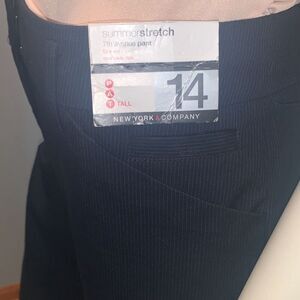 summerstretch
7th avenue pant
P
A
T TALL
14
NEW YORK & COMPANY